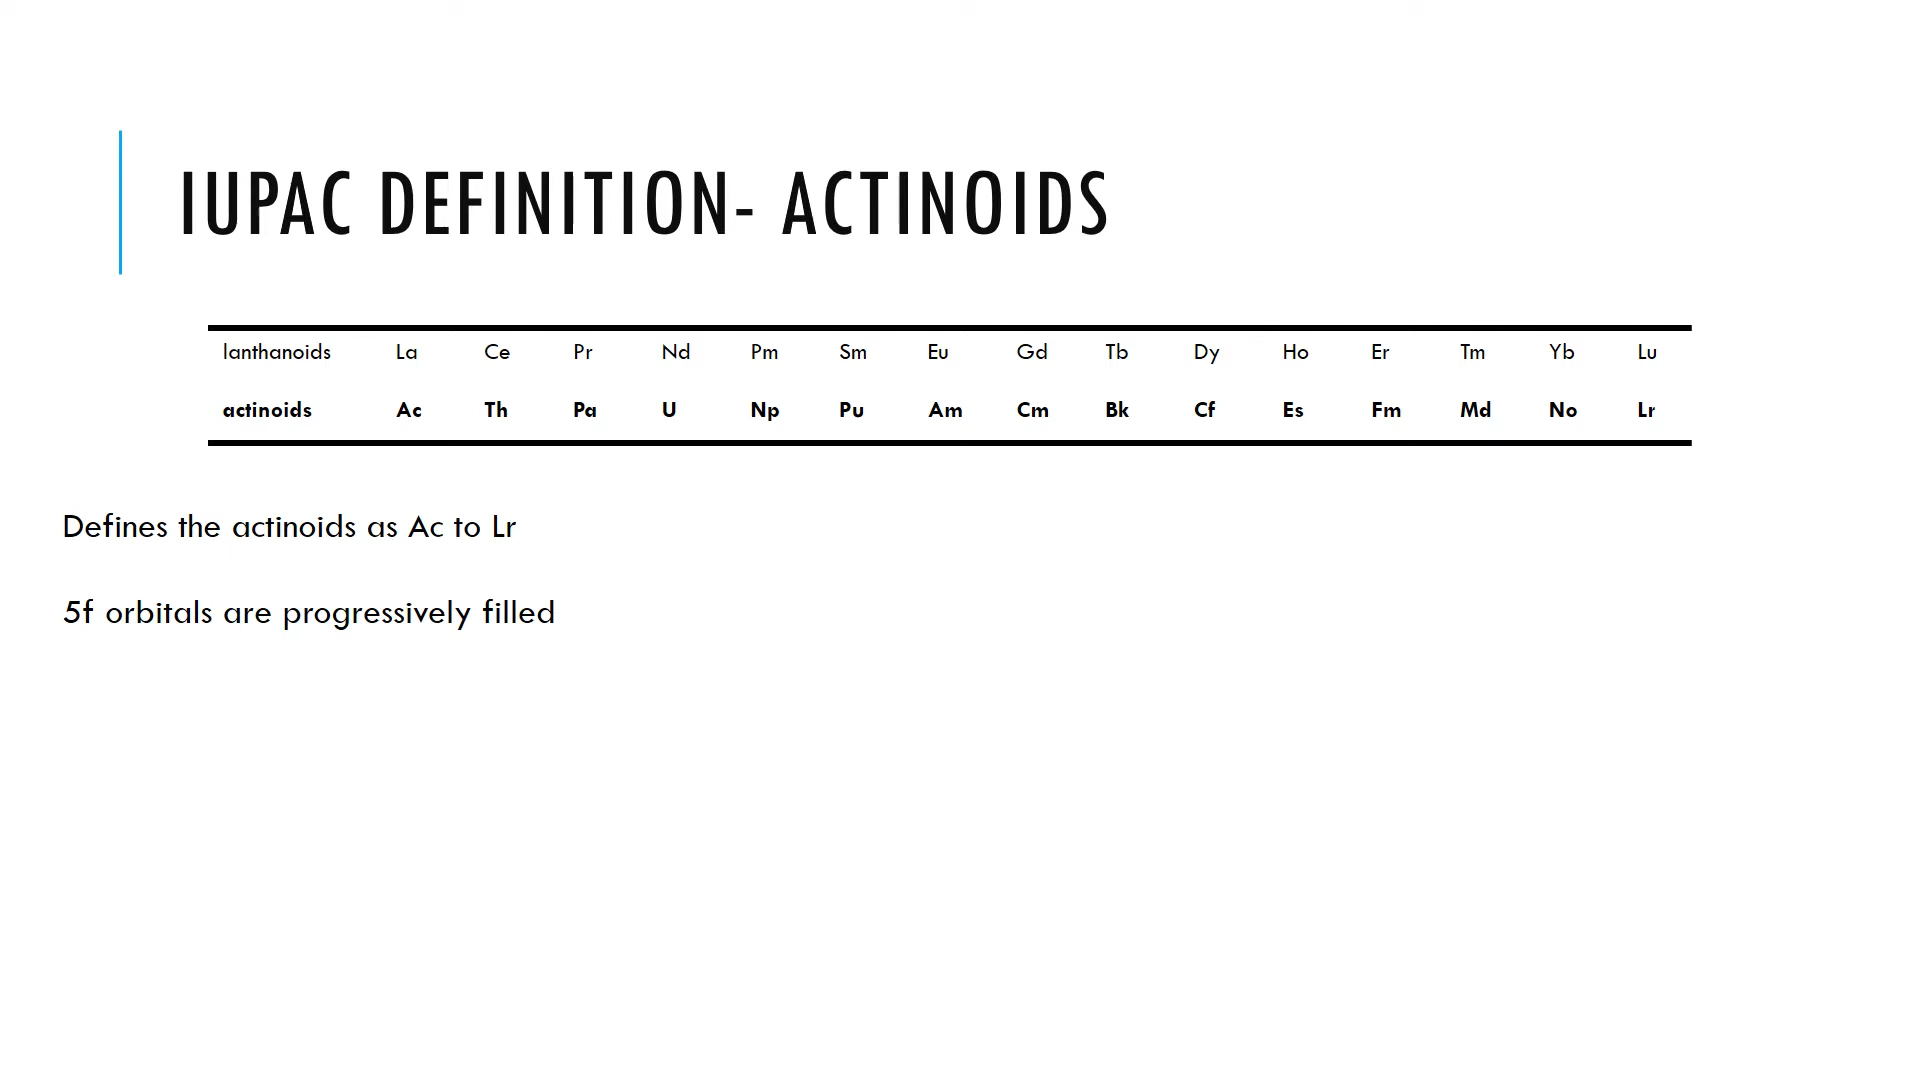 IUPAC DEFINITION- ACTINOIDS
lanthanoids La Ce Pr Nd Pm Sm Eu Gd Tb Dy Ho Er Tm Yb Lu
actinoids Ac Th Pa U Np Pu Am Cm Bk Cf Es Fm Md No Lr
Defines the actinoids as Ac to Lr
5f orbitals are progressively filled